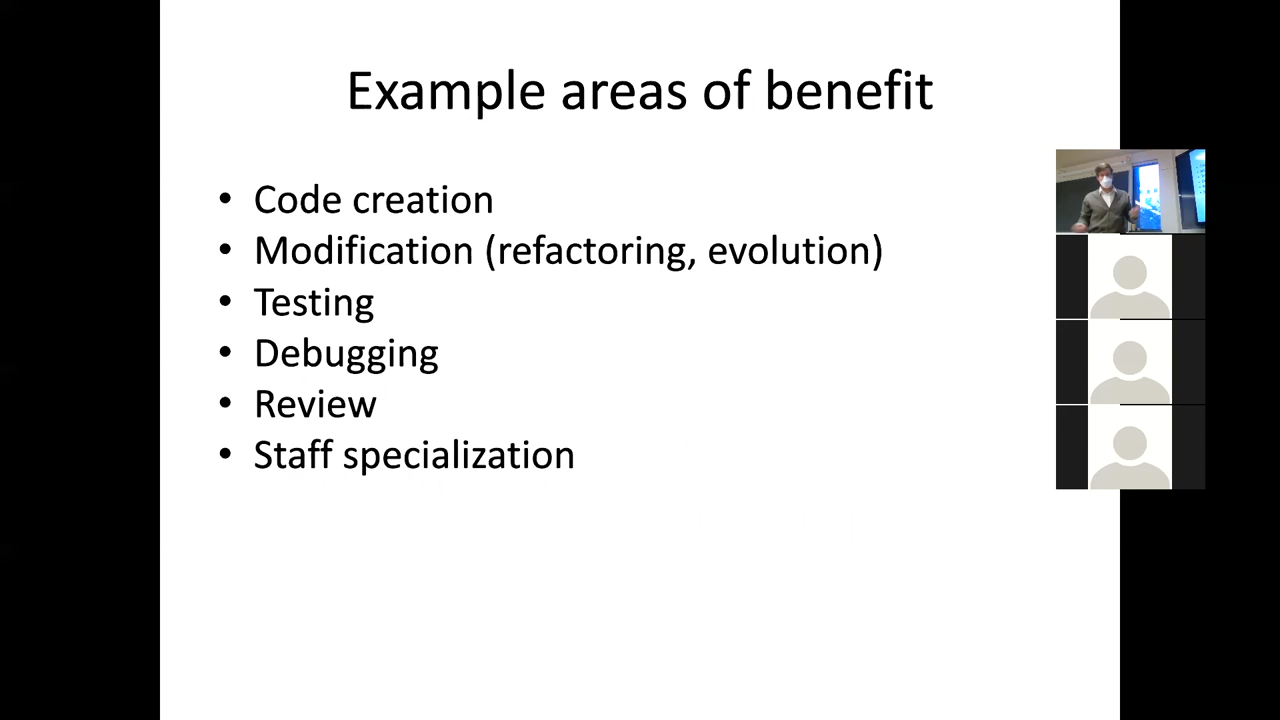 Example areas of benefit
• Code creation
• Modification (refactoring, evolution)
• Testing
• Debugging
• Review
• Staff specialization